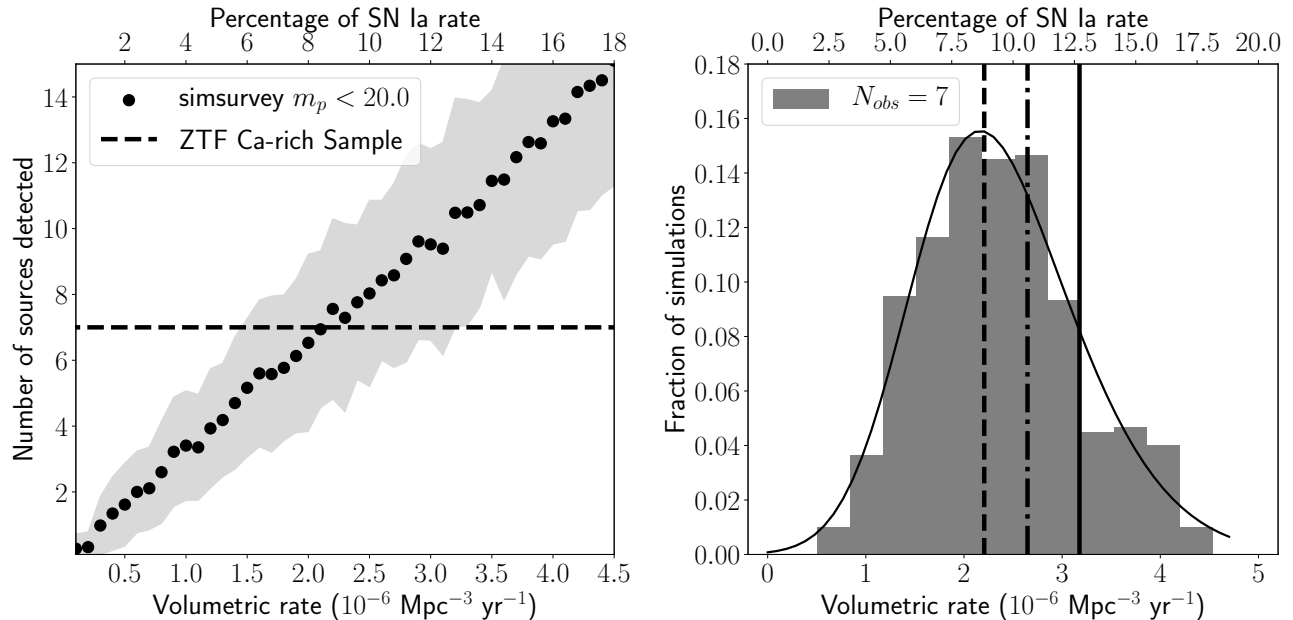 Percentage of SN Ia rate
2 4 6 8 10 12 14 16 18
simsurvey m_p < 20.0
ZTF Ca-rich Sample
Number of sources detected
14
12
10
8
6
4
2
0.5 1.0 1.5 2.0 2.5 3.0 3.5 4.0 4.5
Volumetric rate (10⁻⁶ Mpc⁻³ yr⁻¹)
Percentage of SN Ia rate
0.0 2.5 5.0 7.5 10.0 12.5 15.0 17.5 20.0
N_obs = 7
Fraction of simulations
0.18
0.16
0.14
0.12
0.10
0.08
0.06
0.04
0.02
0.00
0 1 2 3 4 5
Volumetric rate (10⁻⁶ Mpc⁻³ yr⁻¹)